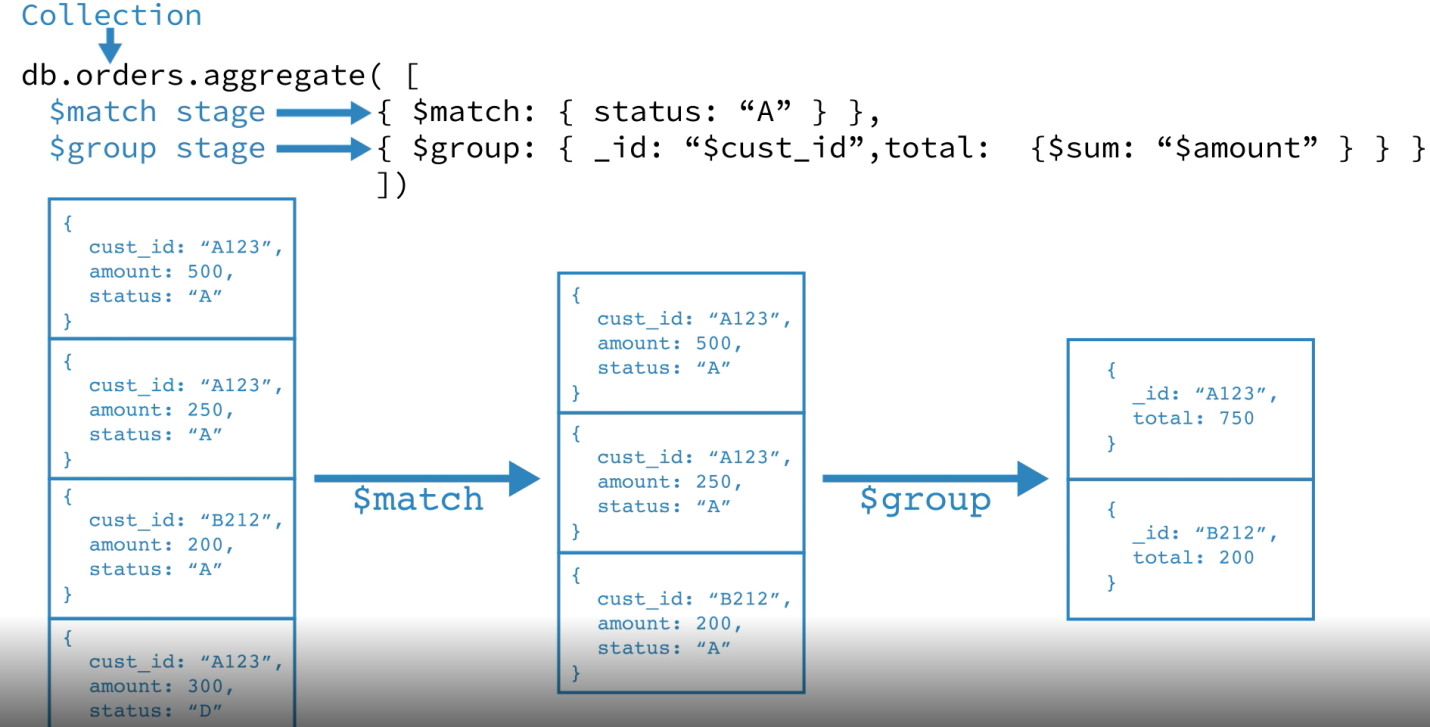 Collection
db.orders.aggregate( [
$match stage { $match: { status: “A” } },
$group stage { $group: { _id: “$cust_id”,total: {$sum: “$amount” } } }
])
{
cust_id: “A123”,
amount: 500,
status: “A”
}
{
cust_id: “A123”,
amount: 250,
status: “A”
}
{
cust_id: “B212”,
amount: 200,
status: “A”
}
{
cust_id: “A123”,
amount: 300,
status: “D”
$match
{
cust_id: “A123”,
amount: 500,
status: “A”
}
{
cust_id: “A123”,
amount: 250,
status: “A”
}
{
cust_id: “B212”,
amount: 200,
status: “A”
}
$group
{
_id: “A123”,
total: 750
}
{
_id: “B212”,
total: 200
}